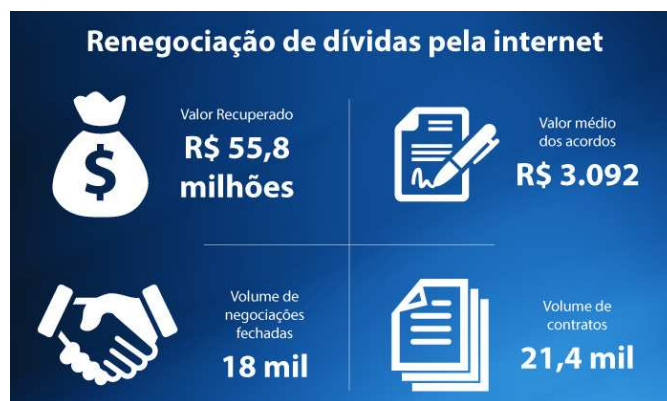 Renegociação de dívidas pela internet
Valor Recuperado
R$ 55,8
milhões
Valor médio
dos acordos
R$ 3.092
Volume de
negociações
fechadas
18 mil
Volume de
contratos
21,4 mil